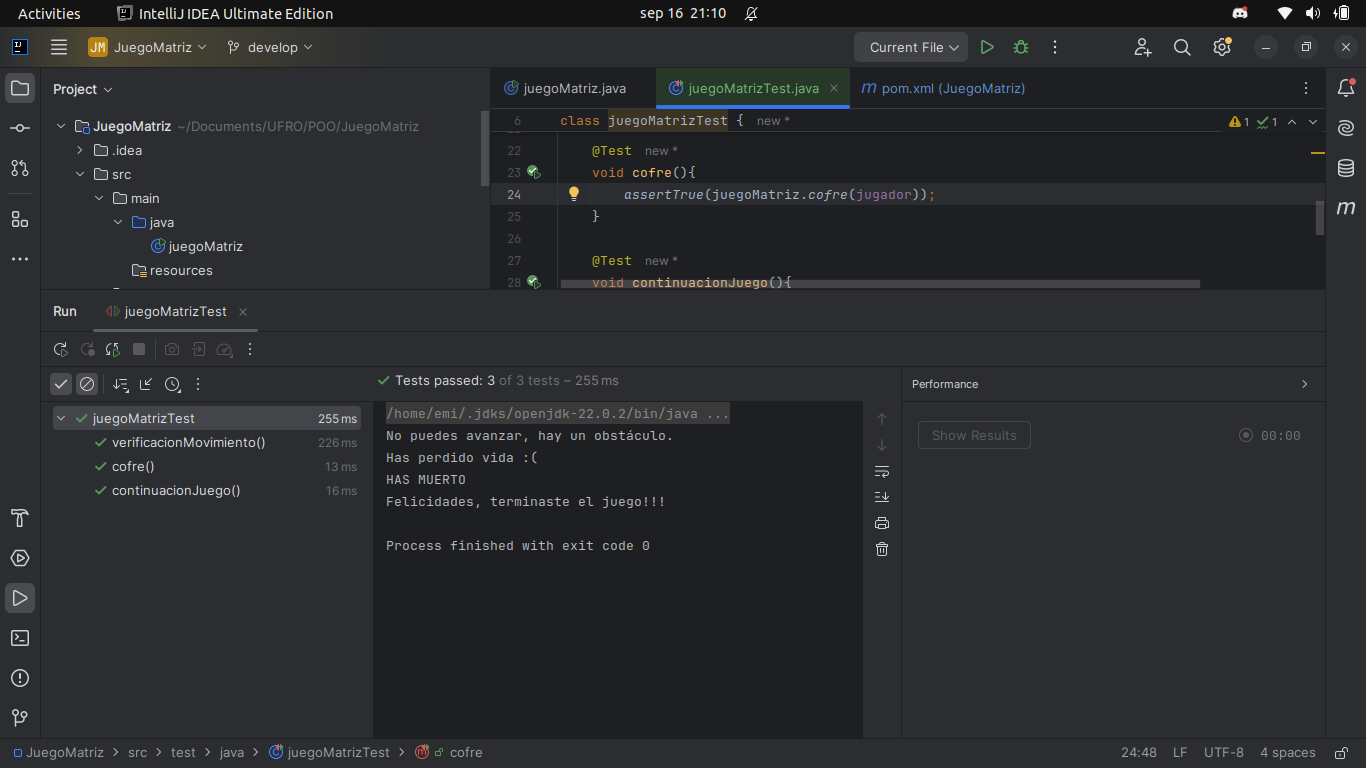 Activities IntelliJ IDEA Ultimate Edition sep 16 21:10
JM JuegoMatriz develop Current File
Project
JuegoMatriz ~/Documents/UFRO/POO/JuegoMatriz
.idea
src
main
java
juegoMatriz
resources
juegoMatriz.java juegoMatrizTest.java pom.xml (JuegoMatriz)
6 class juegoMatrizTest { new * 1 1
22 @Test new *
23 void cofre(){
24 assertTrue(juegoMatriz.cofre(jugador));
25 }
26
27 @Test new *
28 void continuacionJuego(){
Run juegoMatrizTest
Tests passed: 3 of 3 tests – 255 ms
juegoMatrizTest 255 ms
verificacionMovimiento() 226 ms
cofre() 13 ms
continuacionJuego() 16 ms
/home/emi/.jdks/openjdk-22.0.2/bin/java ...
No puedes avanzar, hay un obstáculo.
Has perdido vida :(
HAS MUERTO
Felicidades, terminaste el juego!!!
Process finished with exit code 0
Performance
Show Results 00:00
JuegoMatriz > src > test > java > juegoMatrizTest > cofre 24:48 LF UTF-8 4 spaces